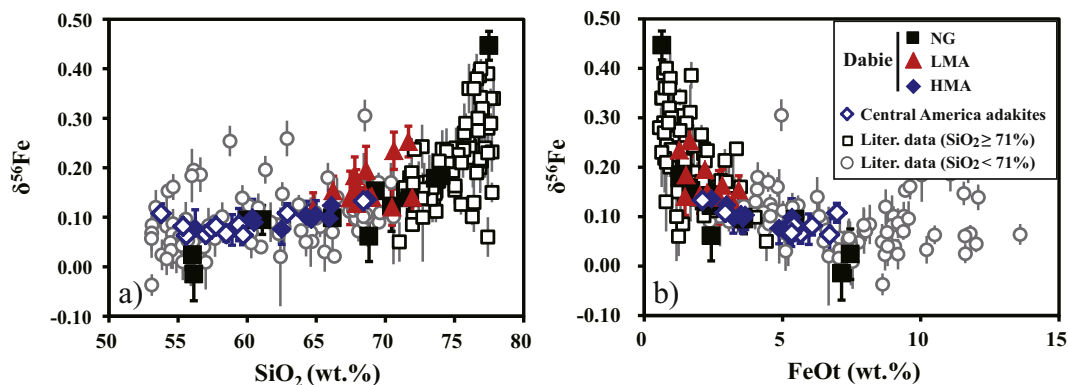 0.50
0.40
0.30
0.20
0.10
0.00
-0.10
δ⁵⁶Fe
a)
50
55
60
65
70
75
80
SiO₂ (wt.%)
0.50
0.40
0.30
0.20
0.10
0.00
-0.10
δ⁵⁶Fe
b)
0
5
10
15
FeOt (wt.%)
Dabie
NG
LMA
HMA
Central America adakites
Liter. data (SiO₂ ≥ 71%)
Liter. data (SiO₂ < 71%)